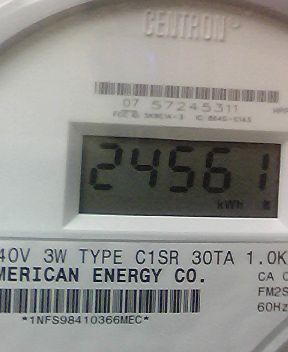 CENTRON
07 57245311
24561
kWh
40V 3W TYPE C1SR 30TA 1.0K
MERICAN ENERGY CO.
CA
FM2S
60Hz
*1NFS98410366MEC*